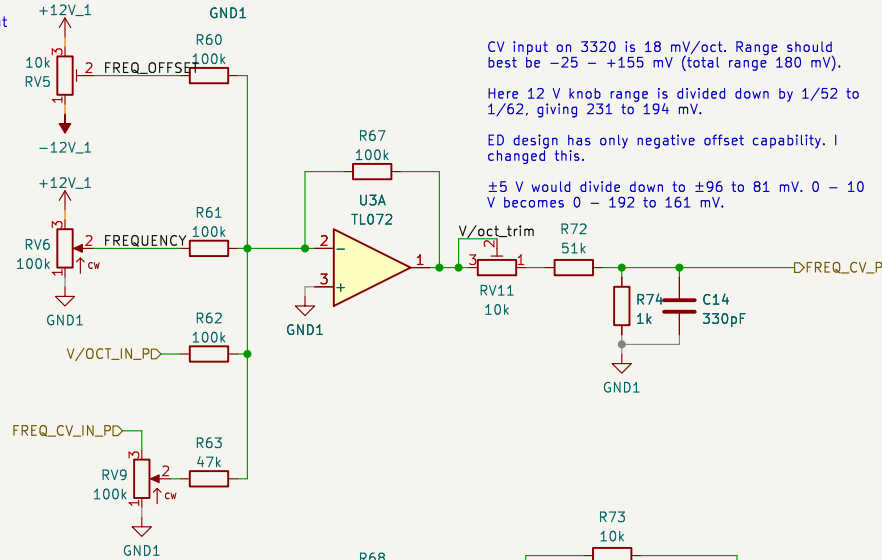 ut
+12V_1
GND1
3
10k
RV5
2
FREQ_OFFSET
R60
100k
1
-12V_1
CV input on 3320 is 18 mV/oct. Range should
best be -25 - +155 mV (total range 180 mV).
Here 12 V knob range is divided down by 1/52 to
1/62, giving 231 to 194 mV.
ED design has only negative offset capability. I
changed this.
±5 V would divide down to ±96 to 81 mV. 0 - 10
V becomes 0 - 192 to 161 mV.
+12V_1
3
RV6
100k
2
FREQUENCY
cw
1
GND1
R61
100k
R67
100k
U3A
TL072
2
-
3
+
1
GND1
V/oct_trim
2
3
1
RV11
10k
R72
51k
FREQ_CV_P
R74
1k
C14
330pF
GND1
V/OCT_IN_P
R62
100k
FREQ_CV_IN_P
3
RV9
100k
2
cw
1
GND1
R63
47k
R68
R73
10k